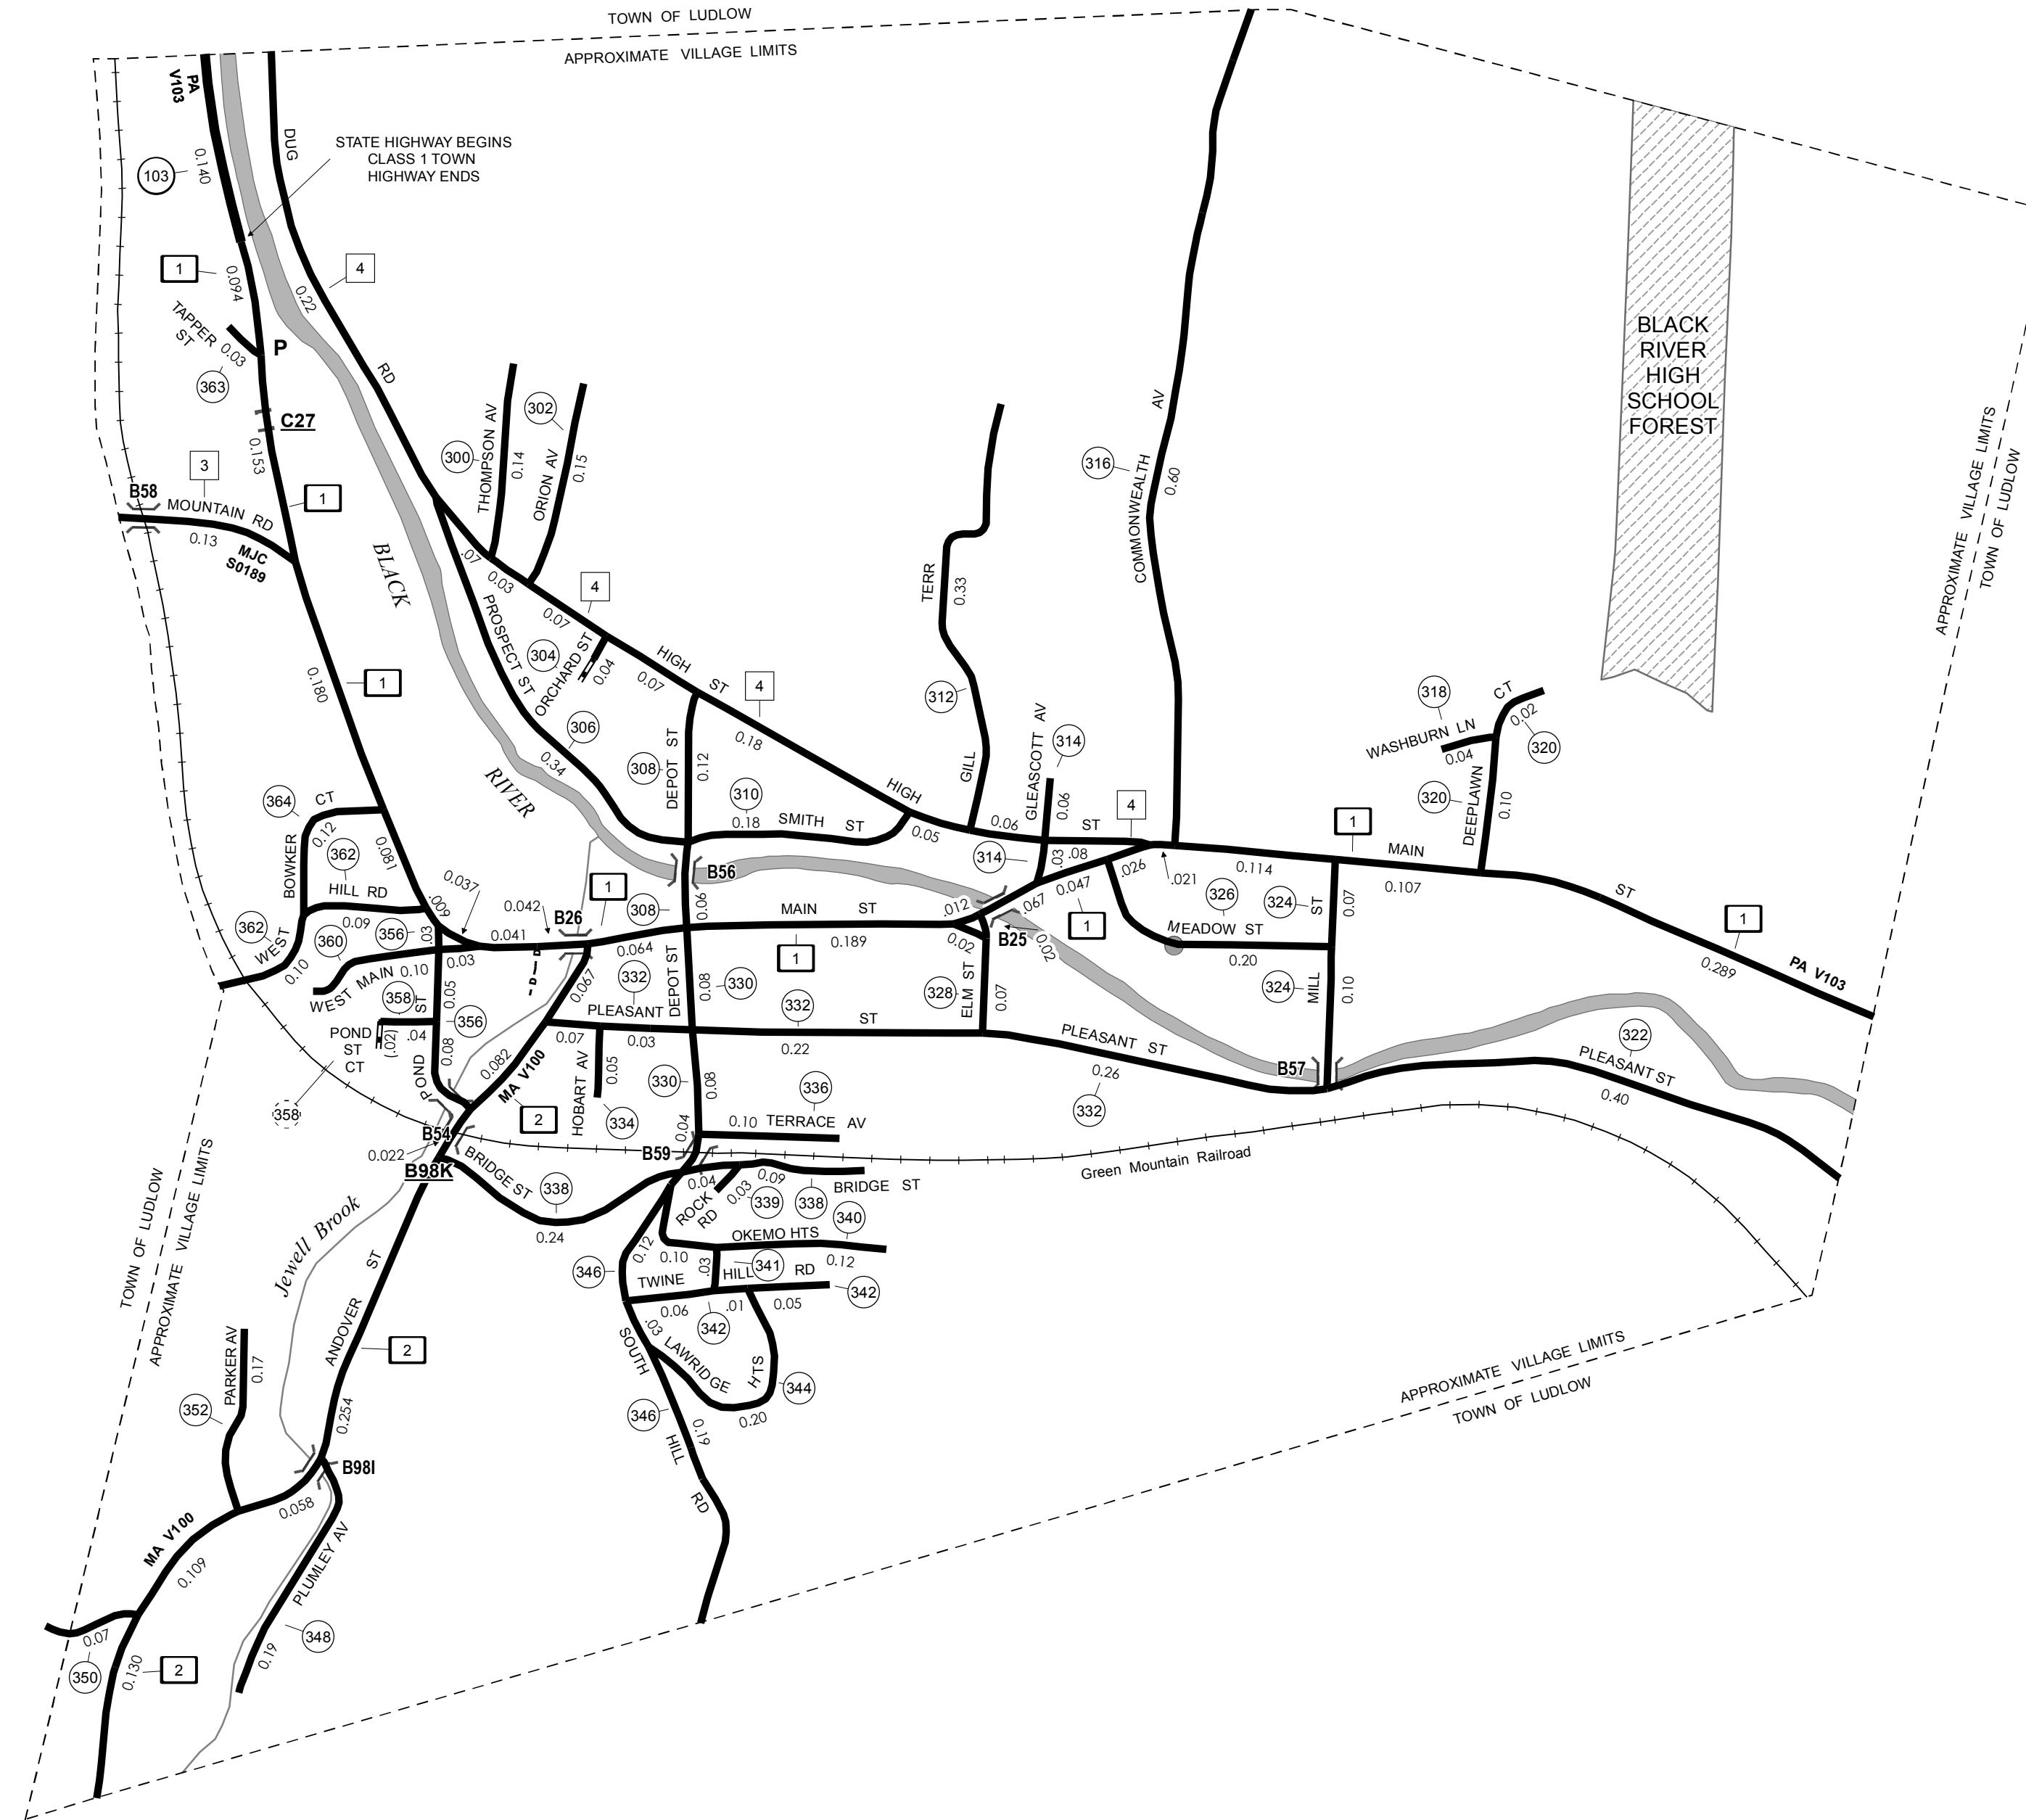 TOWN OF LUDLOW
APPROXIMATE VILLAGE LIMITS
PA
V103
DUG
STATE HIGHWAY BEGINS
CLASS 1 TOWN
HIGHWAY ENDS
103
0.140
1
0.094
0.22
4
TAPPER
ST
0.03
P
363
RD
C27
0.153
3
1
B58
MOUNTAIN RD
0.13
MJC
S0189
BLACK
300
THOMPSON AV
0.14
302
ORION AV
0.15
316
COMMONWEALTH
AV
0.60
BLACK
RIVER
HIGH
SCHOOL
FOREST
APPROXIMATE VILLAGE LIMITS
TOWN OF LUDLOW
.07
0.03
0.07
4
PROSPECT ST
304
ORCHARD ST
0.04
HIGH
ST
0.07
4
0.18
TERR
0.33
312
GILL
0.180
1
306
0.34
RIVER
308
DEPOT ST
0.12
310
0.18
SMITH ST
HIGH
0.05
0.06
ST
GLEASCOTT AV
314
0.06
4
318
WASHBURN LN
0.04
CT
0.02
320
320
DEEPLAWN
0.10
364
CT
0.12
BOWKER
362
HILL RD
0.09
0.081
.009
0.037
362
WEST
0.10
360
356
.03
WEST MAIN
0.10
0.03
0.041
0.042
B26
1
0.064
308
0.06
B56
MAIN ST
0.189
1
314
.03
.08
.026
.021
0.114
1
MAIN
0.107
ST
1
0.289
PA V103
.012
.067
0.047
1
B25
0.02
0.02
326
MEADOW ST
0.20
324
ST
0.07
324
MILL
0.10
358
ST
0.05
356
POND
ST
CT
(.02)
.04
0.08
POND
358
0.067
332
PLEASANT
0.07
0.03
DEPOT ST
0.08
330
332
ST
0.22
328
ELM ST
0.07
PLEASANT ST
0.26
332
B57
322
PLEASANT ST
0.40
0.082
MA V100
2
HOBART AV
0.05
334
330
0.08
336
0.10
TERRACE AV
0.04
B54
0.022
B98K
B59
BRIDGE ST
338
0.24
0.04
0.09
ROCK
RD
0.03
339
338
BRIDGE ST
Green Mountain Railroad
340
OKEMO HTS
0.10
0.12
0.12
346
.03
341
TWINE HILL RD
0.06
.01
0.05
342
342
.03
SOUTH
LAWRIDGE
HTS
344
0.20
346
0.19
HILL
RD
TOWN OF LUDLOW
APPROXIMATE VILLAGE LIMITS
Jewell Brook
ANDOVER
ST
2
0.254
PARKER AV
0.17
352
B98I
0.058
MA V100
0.109
PLUMLEY AV
348
0.19
0.07
350
0.130
2
APPROXIMATE VILLAGE LIMITS
TOWN OF LUDLOW